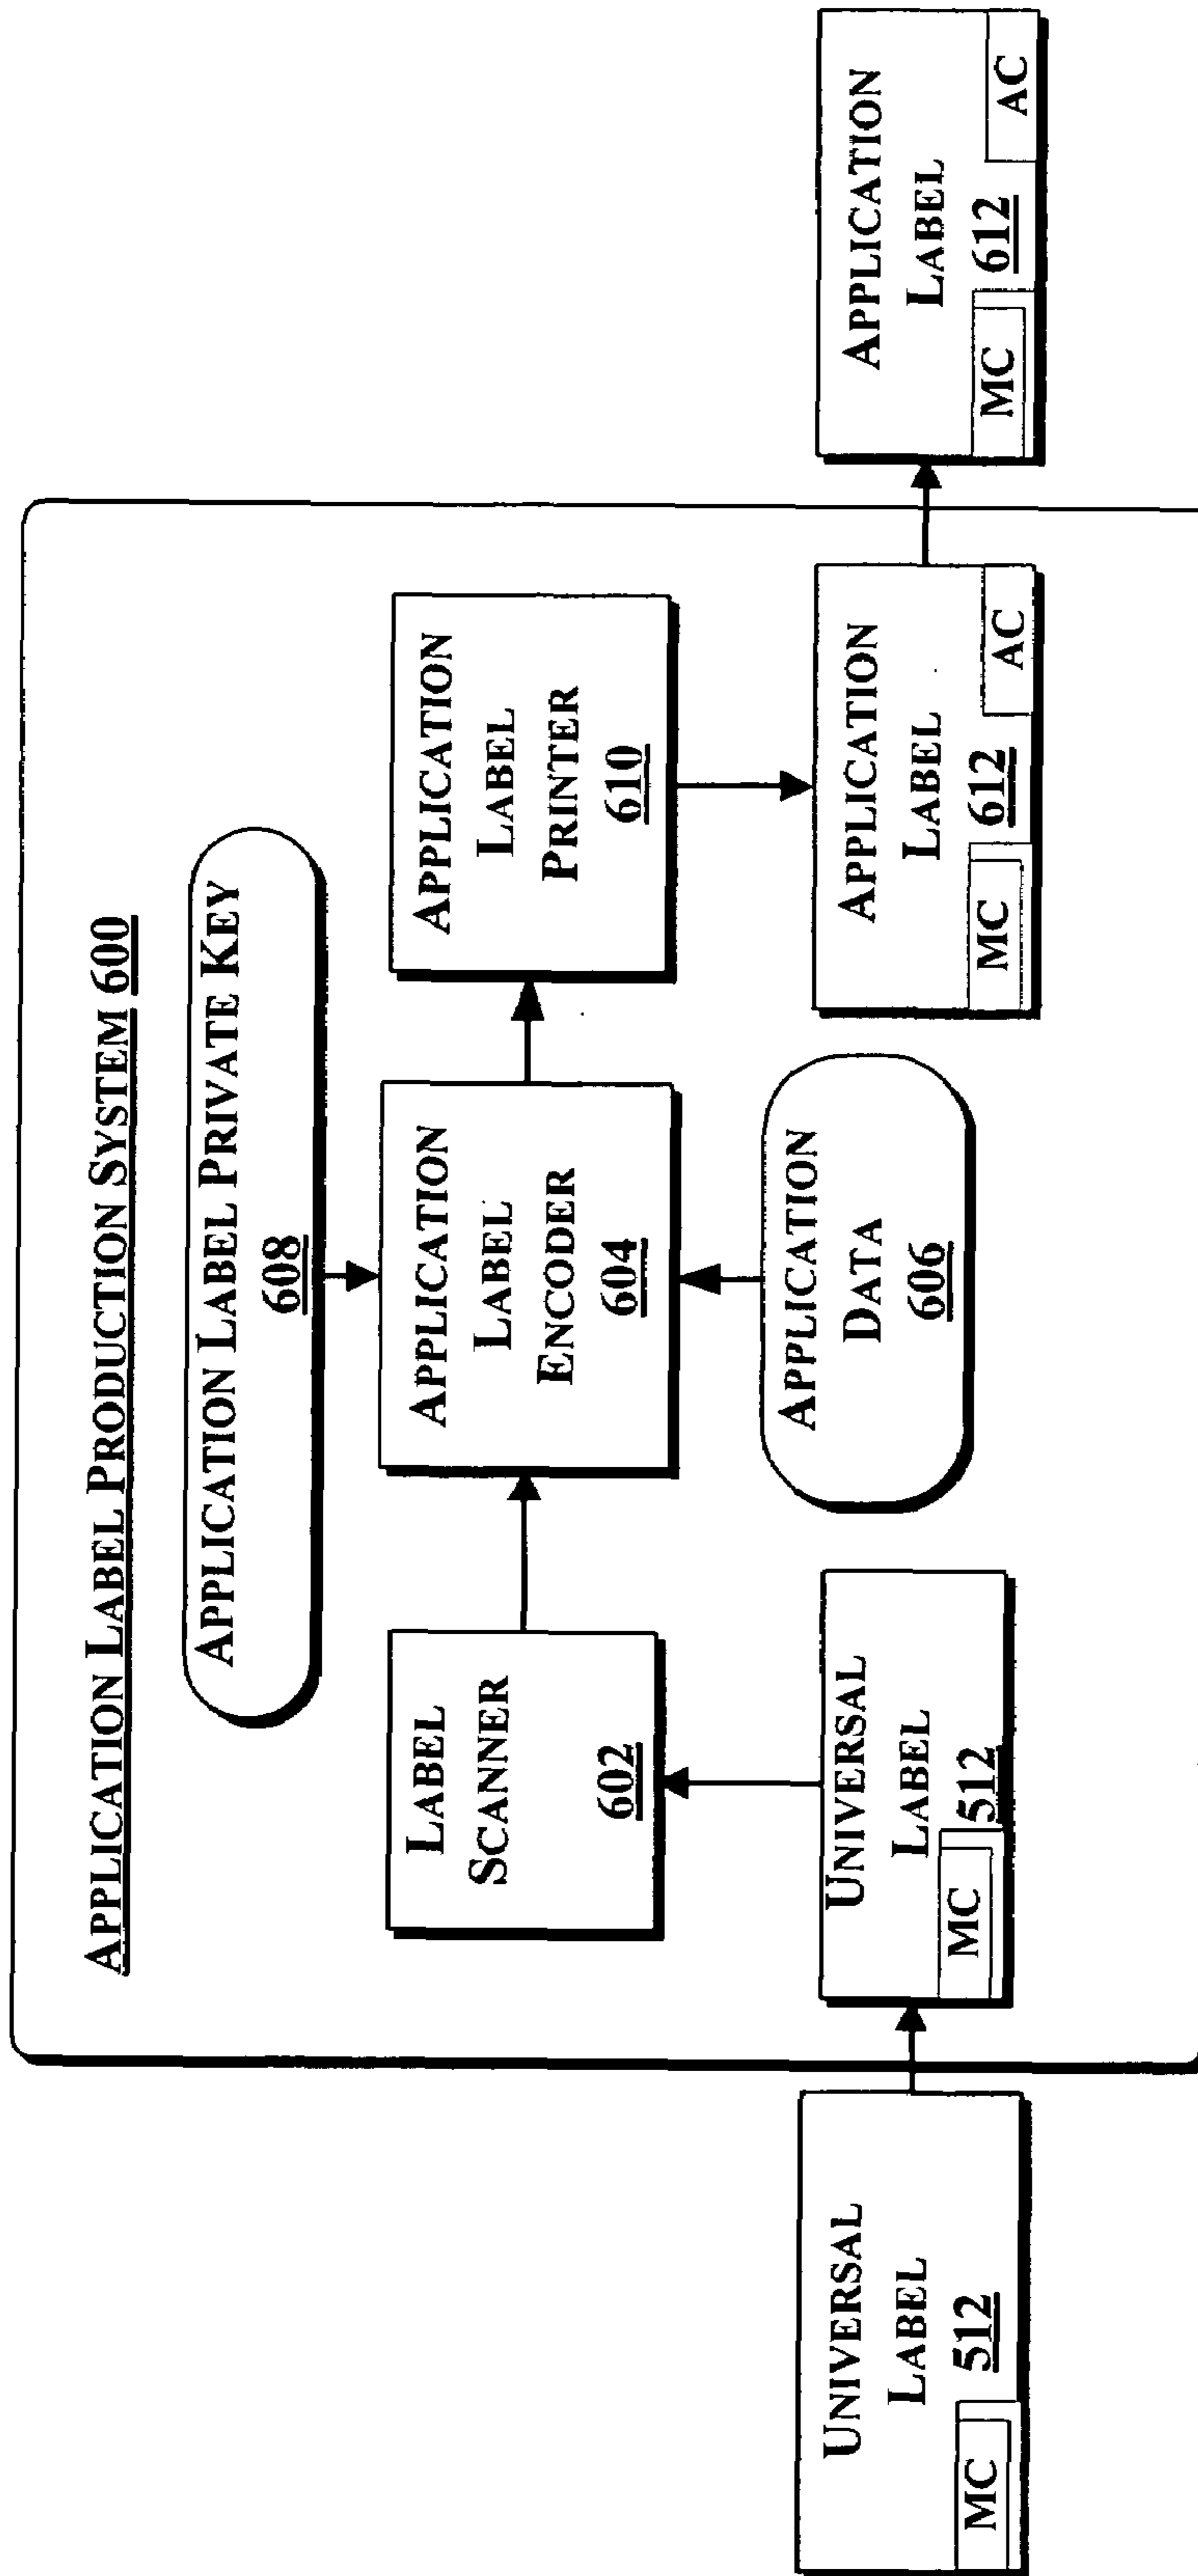 APPLICATION LABEL PRODUCTION SYSTEM 600
APPLICATION LABEL PRIVATE KEY
608
LABEL
SCANNER
602
APPLICATION
LABEL
ENCODER
604
APPLICATION
LABEL
PRINTER
610
UNIVERSAL
LABEL
512
MC
UNIVERSAL
LABEL
512
MC
APPLICATION
DATA
606
APPLICATION
LABEL
612
MC
AC
APPLICATION
LABEL
612
MC
AC